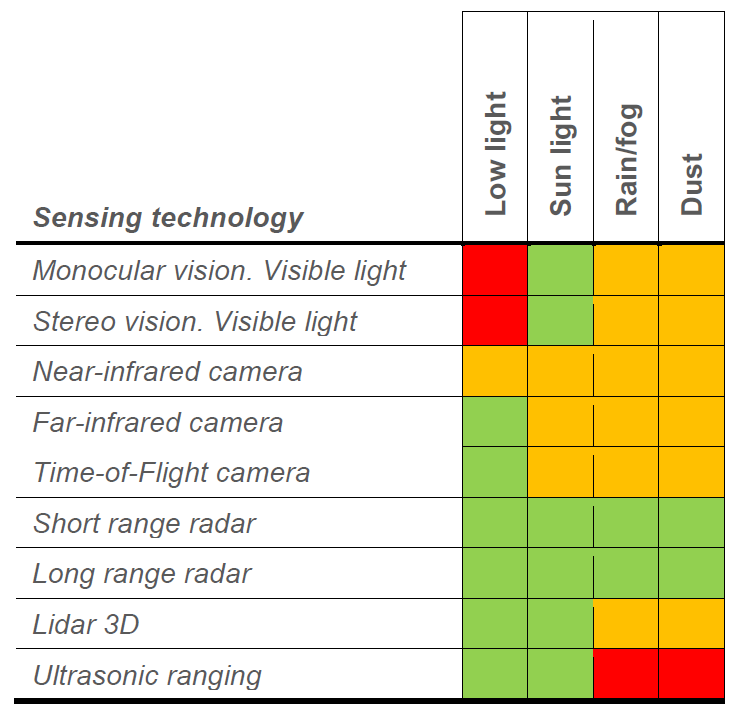 Low light
Sun light
Rain/fog
Dust
Sensing technology
Monocular vision. Visible light
Stereo vision. Visible light
Near-infrared camera
Far-infrared camera
Time-of-Flight camera
Short range radar
Long range radar
Lidar 3D
Ultrasonic ranging